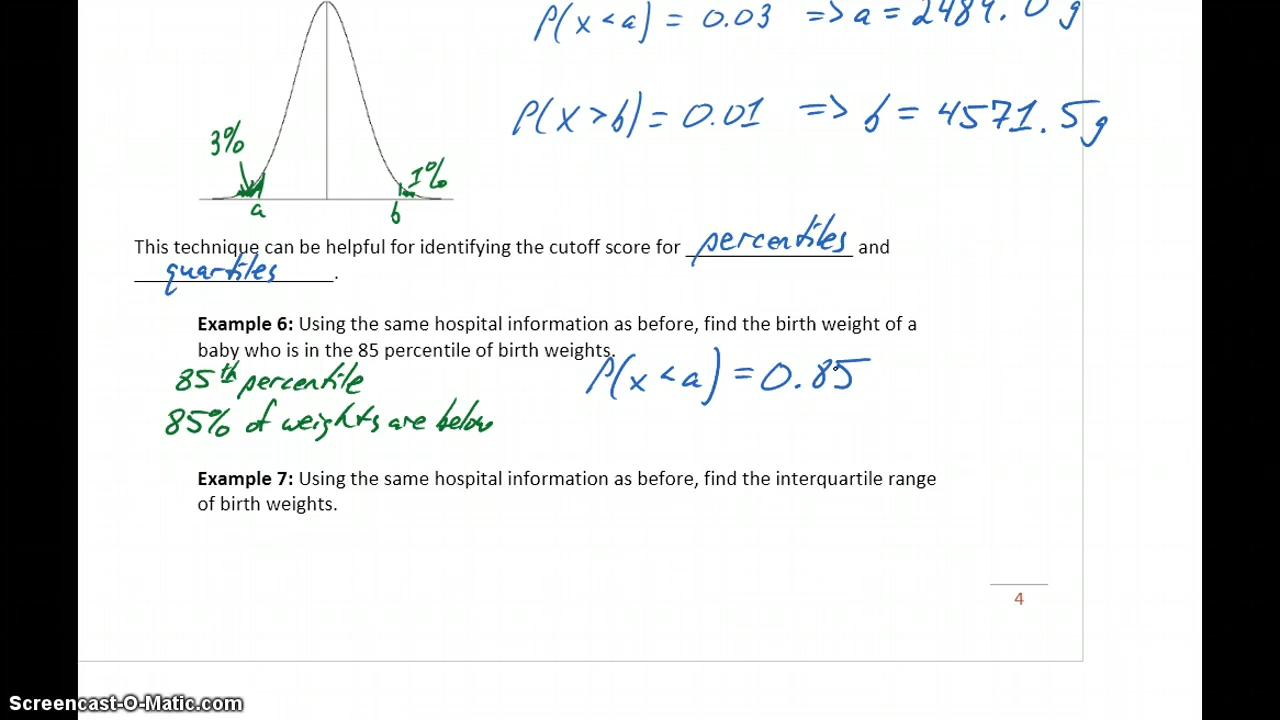 P(x < a) = 0.03 => a = 2484.0 g
P(x > b) = 0.01 => b = 4571.5g
3%
1%
a
b
This technique can be helpful for identifying the cutoff score for percentiles and
quartiles.
Example 6: Using the same hospital information as before, find the birth weight of a
baby who is in the 85 percentile of birth weights.
P(x < a) = 0.85
85th percentile
85% of weights are below
Example 7: Using the same hospital information as before, find the interquartile range
of birth weights.
4
Screencast-O-Matic.com